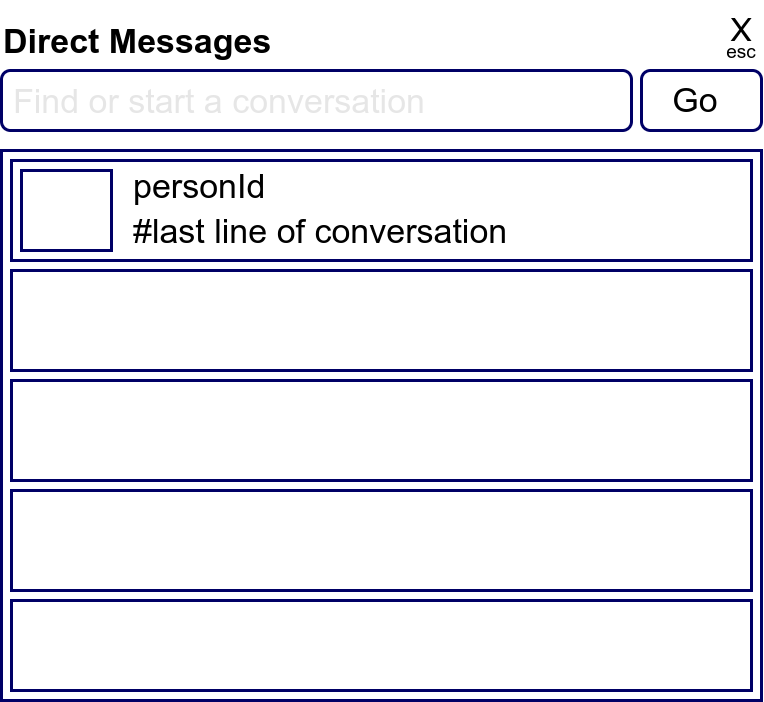 Direct Messages
X
esc
Find or start a conversation
Go
personId
#last line of conversation